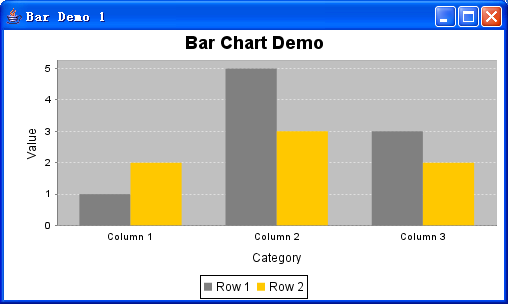 Bar Demo 1
Bar Chart Demo
5
4
3
2
1
0
Value
Column 1 Column 2 Column 3
Category
Row 1 Row 2